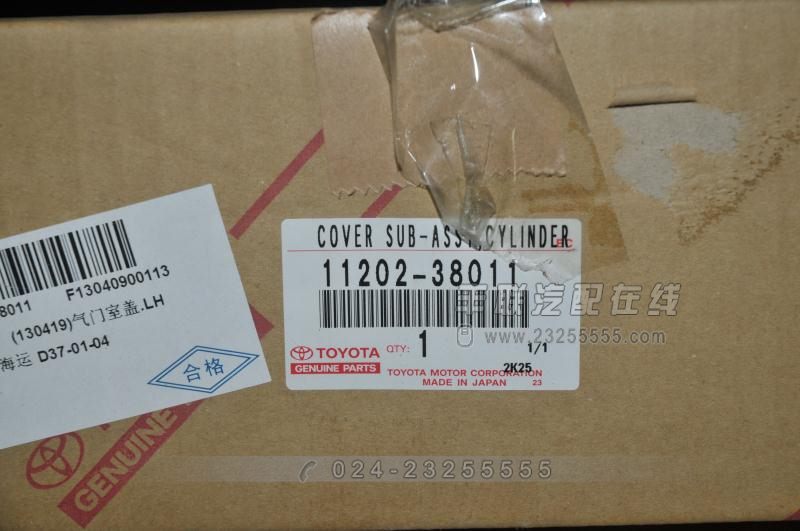 COVER SUB-ASSY,CYLINDER
EC
11202-38011
TOYOTA
GENUINE PARTS
QTY: 1
1/1
2K25
TOYOTA MOTOR CORPORATION
MADE IN JAPAN 23
8011 F13040900113
(130419)气门室盖.LH
海运 D37-01-04
合格
GENUINE
汽配在线
www.23255555.com
024-23255555